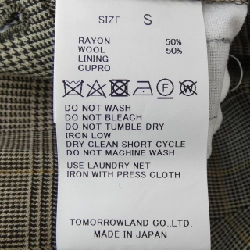 SIZE S
RAYON 50%
WOOL 50%
LINING
CUPRO
DO NOT WASH
DO NOT BLEACH
DO NOT TUMBLE DRY
IRON LOW
DRY CLEAN SHORT CYCLE
DO NOT MACHINE WASH
USE LAUNDRY NET
IRON WITH PRESS CLOTH
TOMORROWLAND CO.,LTD.
MADE IN JAPAN